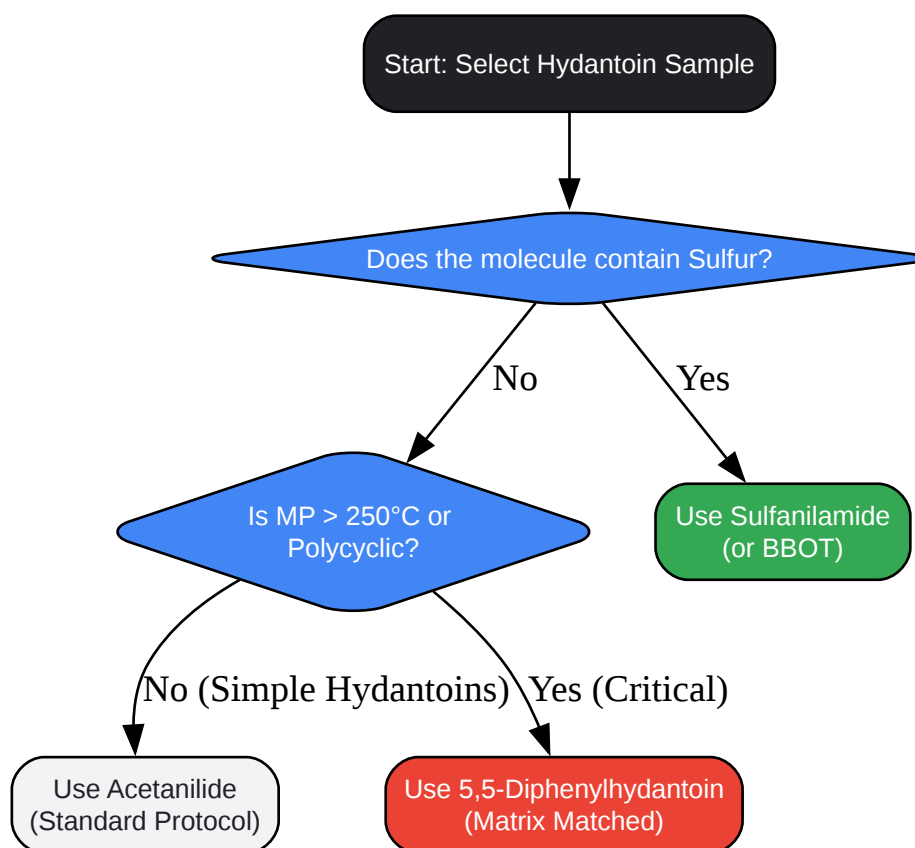 Start: Select Hydantoin Sample
Does the molecule contain Sulfur?
No
Yes
Is MP > 250°C or
Polycyclic?
Use Sulfanilamide
(or BBOT)
No (Simple Hydantoins)
Yes (Critical)
Use Acetanilide
(Standard Protocol)
Use 5,5-Diphenylhydantoin
(Matrix Matched)